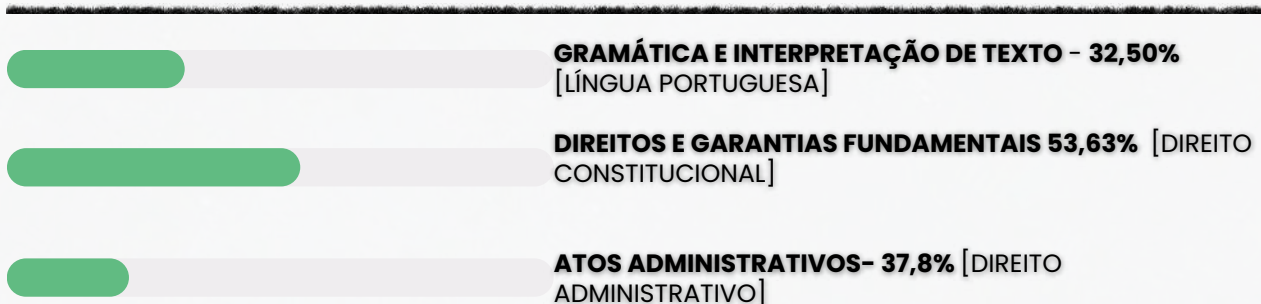 GRAMÁTICA E INTERPRETAÇÃO DE TEXTO - 32,50%
[LÍNGUA PORTUGUESA]
DIREITOS E GARANTIAS FUNDAMENTAIS 53,63% [DIREITO
CONSTITUCIONAL]
ATOS ADMINISTRATIVOS- 37,8% [DIREITO
ADMINISTRATIVO]